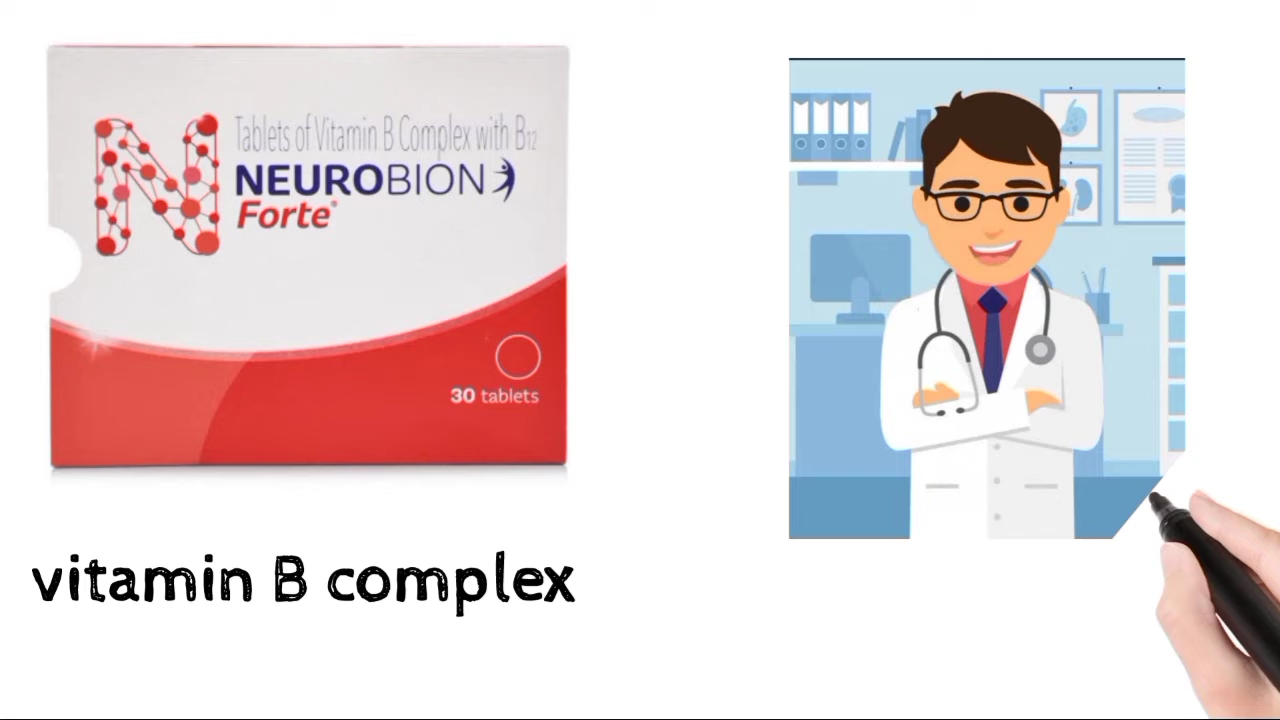 Tablets of Vitamin B Complex with B12
NEUROBION
Forte®
30 tablets
vitamin B complex